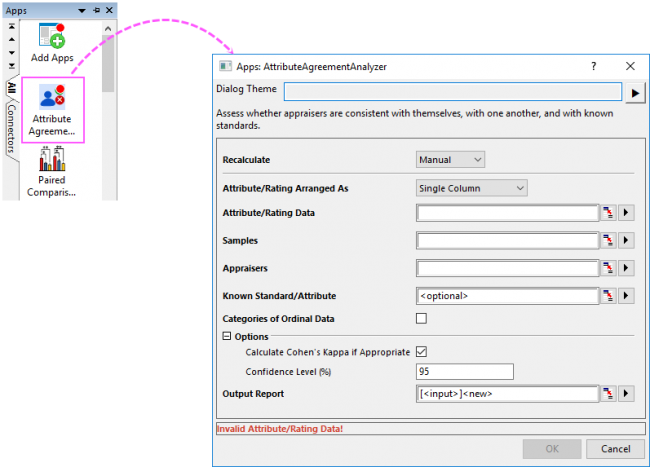 Apps
Add Apps
All
Connectors
Attribute
Agreeme...
Paired
Comparis...
Apps: AttributeAgreementAnalyzer
?
Dialog Theme
Assess whether appraisers are consistent with themselves, with one another, and with known
standards.
Recalculate Manual
Attribute/Rating Arranged As Single Column
Attribute/Rating Data
Samples
Appraisers
Known Standard/Attribute <optional>
Categories of Ordinal Data
Options
Calculate Cohen's Kappa if Appropriate
Confidence Level (%) 95
Output Report [<input>]<new>
Invalid Attribute/Rating Data!
OK Cancel